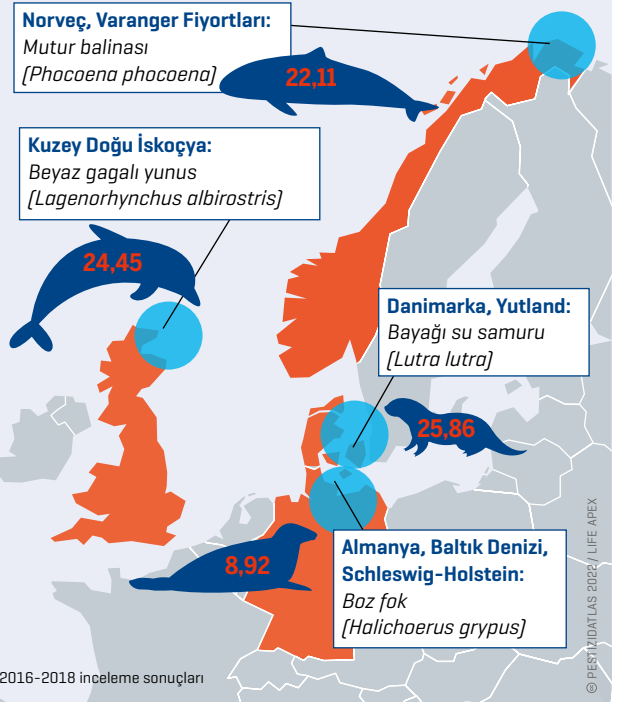 Norveç, Varanger Fiyortları:
Mutur balinası
(Phocoena phocoena)
22,11
Kuzey Doğu İskoçya:
Beyaz gagalı yunus
(Lagenorhynchus albirostris)
24,45
Danimarka, Yutland:
Bayağı su samuru
(Lutra lutra)
25,86
Almanya, Baltık Denizi,
Schleswig-Holstein:
Boz fok
(Halichoerus grypus)
8,92
2016-2018 inceleme sonuçları
© PESTIZIDATLAS 2022 / LIFE APEX